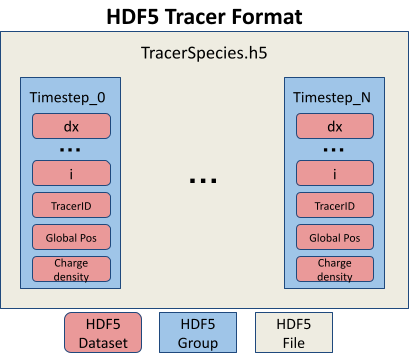 HDF5 Tracer Format
TracerSpecies.h5
Timestep_0
dx
...
i
TracerID
Global Pos
Charge
density
...
Timestep_N
dx
...
i
TracerID
Global Pos
Charge
density
HDF5
Dataset
HDF5
Group
HDF5
File